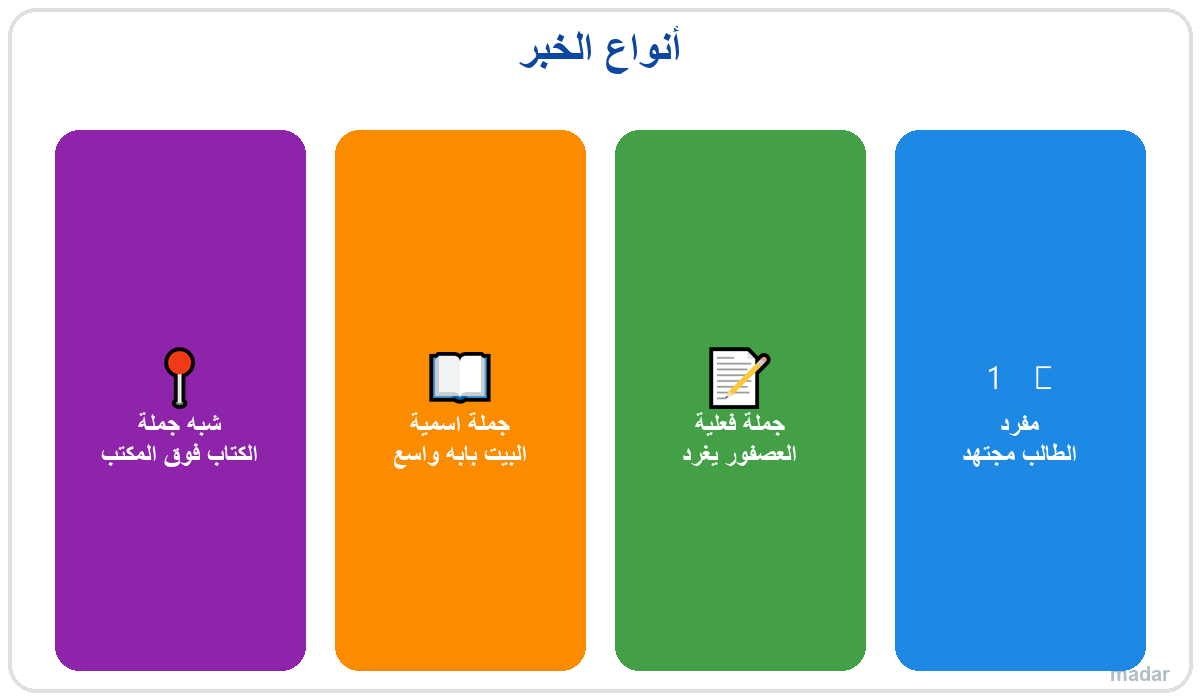 أنواع الخبر
1
مفرد
الطالب مجتهد
جملة فعلية
العصفور يغرد
جملة اسمية
البيت بابه واسع
شبه جملة
الكتاب فوق المكتب
madar